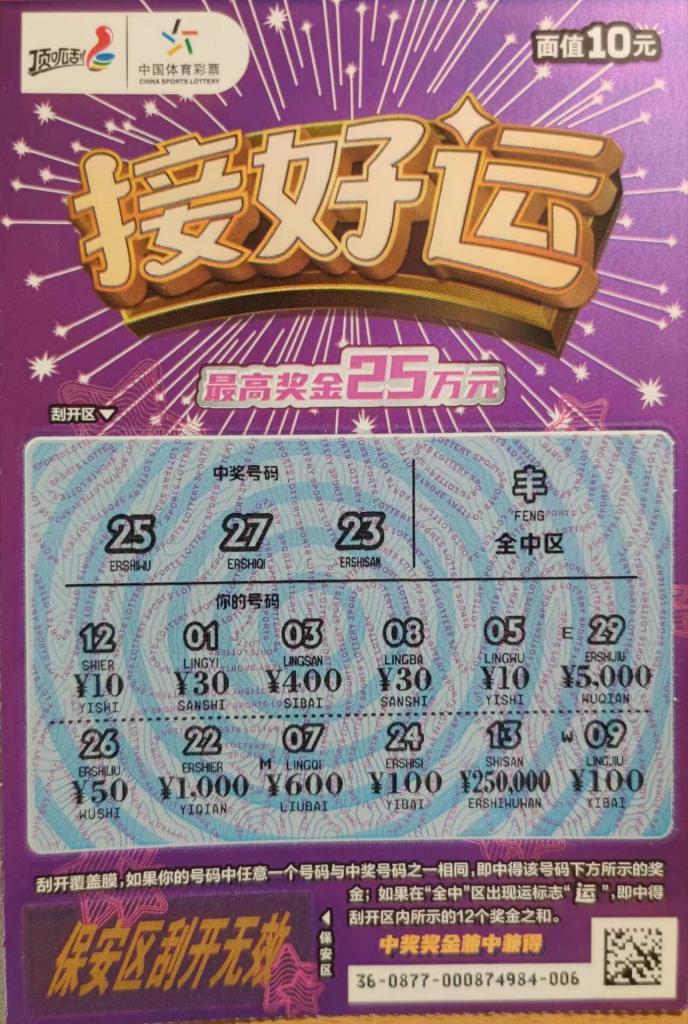 顶呱刮 中国体育彩票
CHINA SPORTS LOTTERY
面值10元
接好运
最高奖金25万元
刮开区
中奖号码
25 27 23
ERSHIWU ERSHIQI ERSHISAN
丰
FENG
全中区
你的号码
12 01 03 08 05 E 29
SHIER LINGYI LINGSAN LINGBA LINGWU ERSHIJIU
¥10 ¥30 ¥400 ¥30 ¥10 ¥5,000
YISHI SANSHI SIBAI SANSHI YISHI WUQIAN
26 22 07 24 13 09
ERSHILIU ERSHIER M LINGQI ERSHISI SHISAN W LINGJIU
¥50 ¥1,000 ¥600 ¥100 ¥250,000 ¥100
WUSHI YIQIAN LIUBAI YIBAI ERSHIWUWAN YIBAI
刮开覆盖膜,如果你的号码中任意一个号码与中奖号码之一相同,即中得该号码下方所示的奖
金;如果在“全中”区出现运标志“运”,即中得
刮开区内所示的12个奖金之和。
中奖奖金兼中兼得
保安区
保安区刮开无效
36-0877-000874984-006